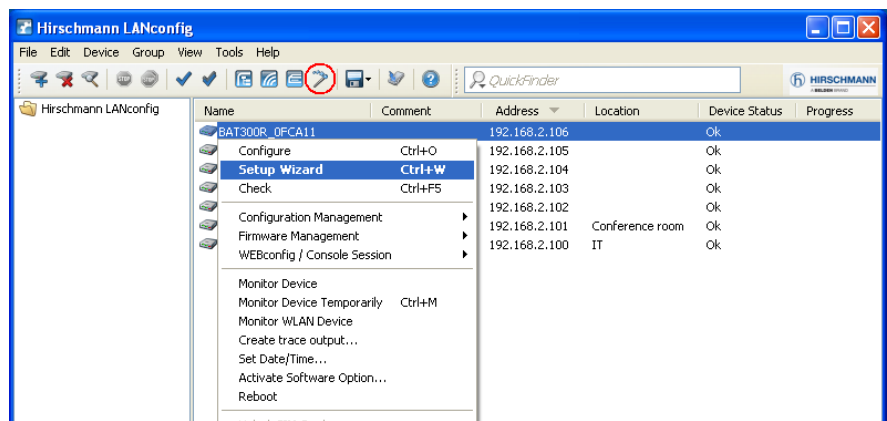 Hirschmann LANconfig
File Edit Device Group View Tools Help
QuickFinder
HIRSCHMANN
A BELDEN BRAND
Hirschmann LANconfig
Name Comment Address Location Device Status Progress
BAT300R_0FCA11 192.168.2.106 Ok
192.168.2.105 Ok
192.168.2.104 Ok
192.168.2.103 Ok
192.168.2.102 Ok
192.168.2.101 Conference room Ok
192.168.2.100 IT Ok
Configure Ctrl+O
Setup Wizard Ctrl+W
Check Ctrl+F5
Configuration Management
Firmware Management
WEBconfig / Console Session
Monitor Device
Monitor Device Temporarily Ctrl+M
Monitor WLAN Device
Create trace output...
Set Date/Time...
Activate Software Option...
Reboot